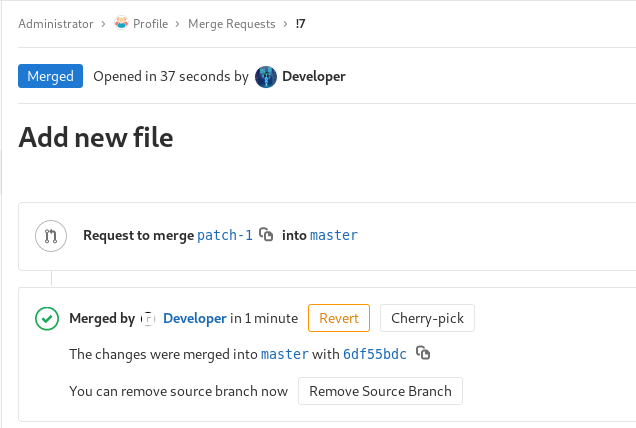 Administrator > Profile > Merge Requests > !7
Merged Opened in 37 seconds by Developer
Add new file
Request to merge patch-1 into master
Merged by Developer in 1 minute Revert Cherry-pick
The changes were merged into master with 6df55bdc
You can remove source branch now Remove Source Branch